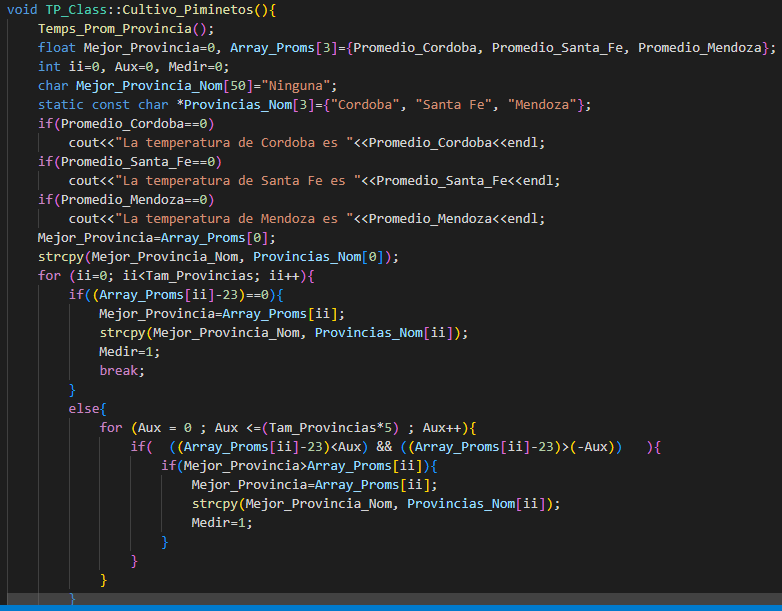 void TP_Class::Cultivo_Piminetos(){
Temps_Prom_Provincia();
float Mejor_Provincia=0, Array_Proms[3]={Promedio_Cordoba, Promedio_Santa_Fe, Promedio_Mendoza};
int ii=0, Aux=0, Medir=0;
char Mejor_Provincia_Nom[50]="Ninguna";
static const char *Provincias_Nom[3]={"Cordoba", "Santa Fe", "Mendoza"};
if(Promedio_Cordoba==0)
cout<<"La temperatura de Cordoba es "<<Promedio_Cordoba<<endl;
if(Promedio_Santa_Fe==0)
cout<<"La temperatura de Santa Fe es "<<Promedio_Santa_Fe<<endl;
if(Promedio_Mendoza==0)
cout<<"La temperatura de Mendoza es "<<Promedio_Mendoza<<endl;
Mejor_Provincia=Array_Proms[0];
strcpy(Mejor_Provincia_Nom, Provincias_Nom[0]);
for (ii=0; ii<Tam_Provincias; ii++){
if((Array_Proms[ii]-23)==0){
Mejor_Provincia=Array_Proms[ii];
strcpy(Mejor_Provincia_Nom, Provincias_Nom[ii]);
Medir=1;
break;
}
else{
for (Aux = 0 ; Aux <=(Tam_Provincias*5) ; Aux++){
if(  ((Array_Proms[ii]-23)<Aux) && ((Array_Proms[ii]-23)>(-Aux))   ){
if(Mejor_Provincia>Array_Proms[ii]){
Mejor_Provincia=Array_Proms[ii];
strcpy(Mejor_Provincia_Nom, Provincias_Nom[ii]);
Medir=1;
}
}
}
}